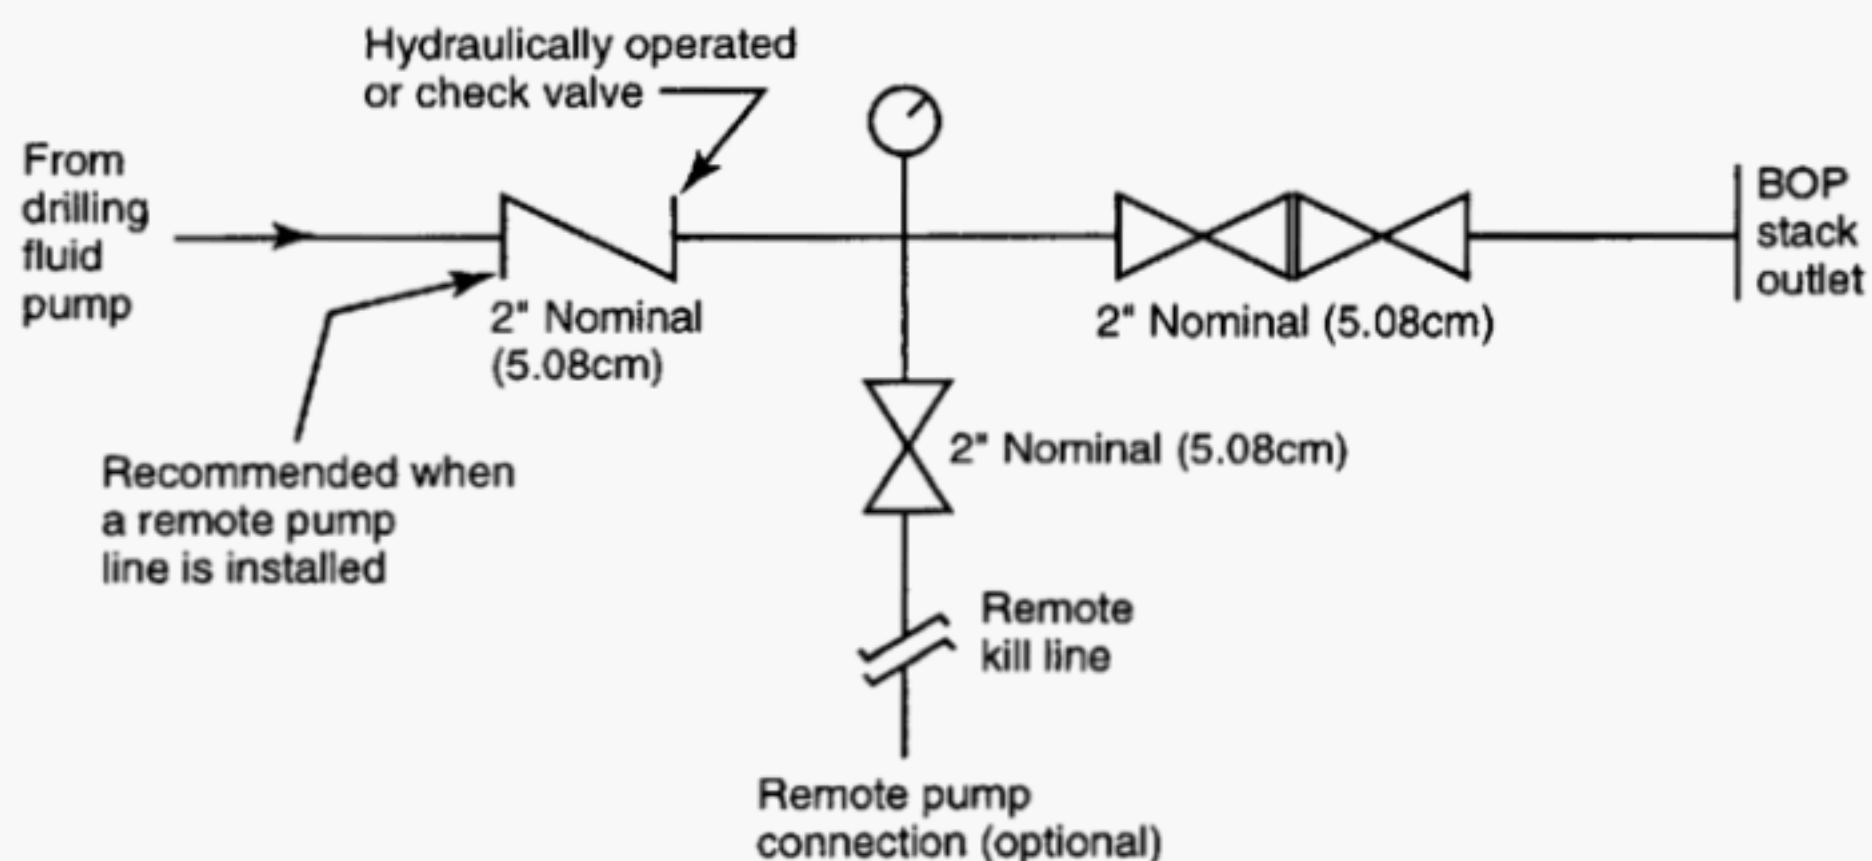 Hydraulically operated
or check valve
From
drilling
fluid
pump
BOP
stack
outlet
2" Nominal
(5.08cm)
2" Nominal (5.08cm)
2" Nominal (5.08cm)
Recommended when
a remote pump
line is installed
Remote
kill line
Remote pump
connection (optional)